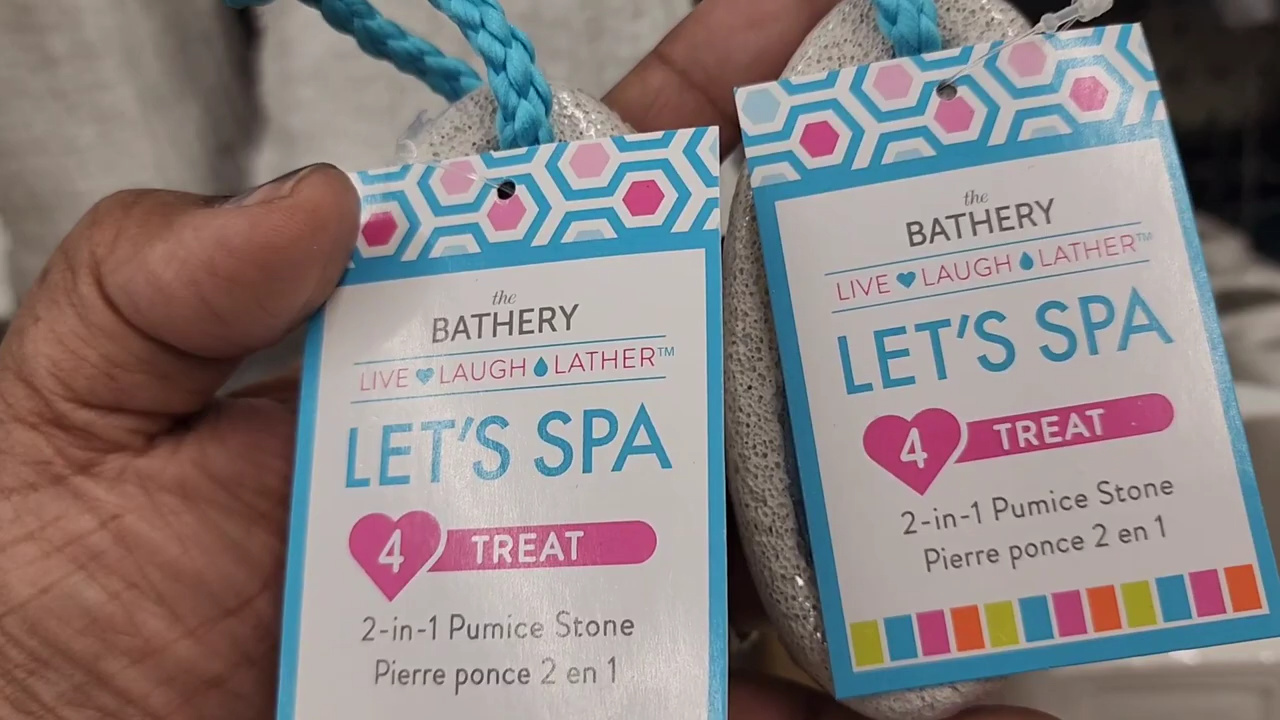 the
BATHERY
LIVE LAUGH LATHER™
LET'S SPA
4 TREAT
2-in-1 Pumice Stone
Pierre ponce 2 en 1
the
BATHERY
LIVE LAUGH LATHER™
LET'S SPA
4 TREAT
2-in-1 Pumice Stone
Pierre ponce 2 en 1